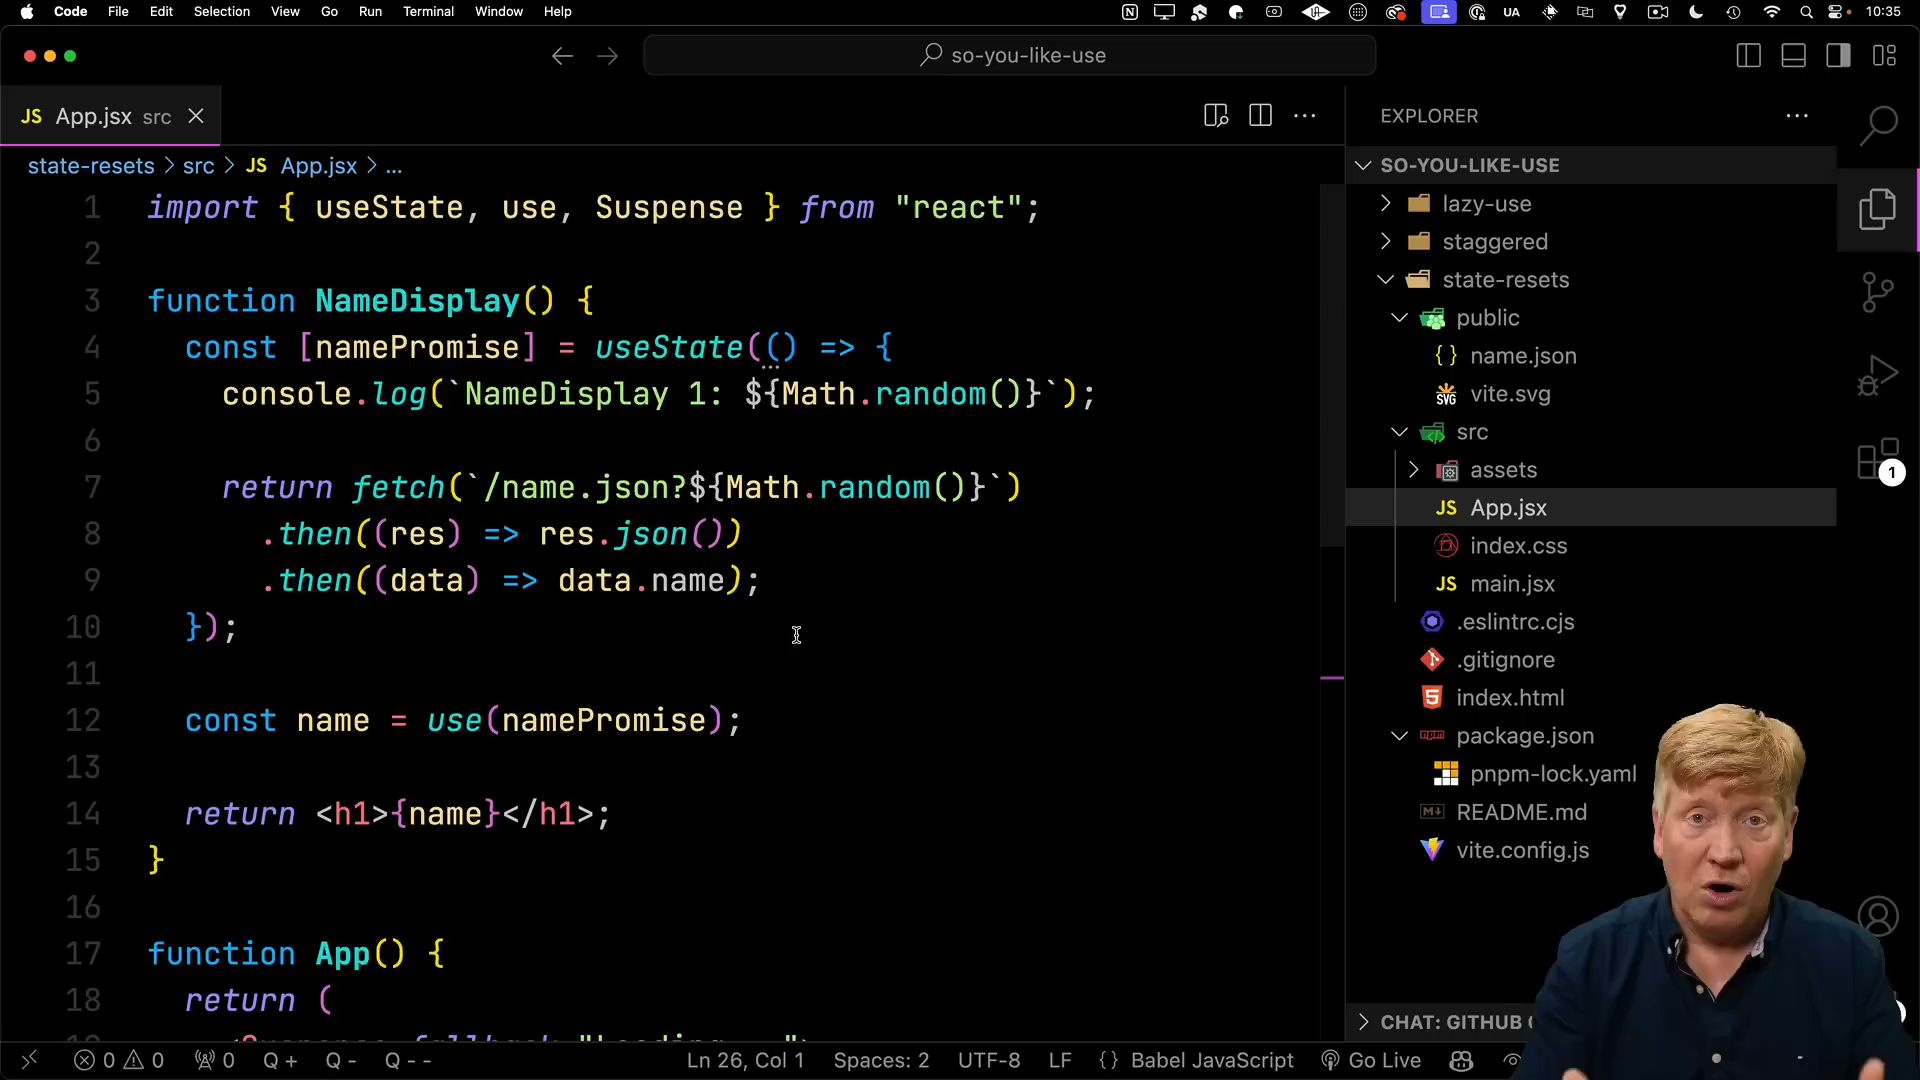 Code File Edit Selection View Go Run Terminal Window Help UA 10:35
so-you-like-use
JS App.jsx src
state-resets > src > JS App.jsx > ...
1 import { useState, use, Suspense } from "react";
2
3 function NameDisplay() {
4 const [namePromise] = useState(() => {
5 console.log(`NameDisplay 1: ${Math.random()}`);
6
7 return fetch(`/name.json?${Math.random()}`)
8 .then((res) => res.json())
9 .then((data) => data.name);
10 });
11
12 const name = use(namePromise);
13
14 return <h1>{name}</h1>;
15 }
16
17 function App() {
18 return (
EXPLORER
SO-YOU-LIKE-USE
lazy-use
staggered
state-resets
public
{} name.json
SVG vite.svg
src
assets
JS App.jsx
index.css
JS main.jsx
.eslintrc.cjs
.gitignore
index.html
package.json
pnpm-lock.yaml
README.md
vite.config.js
1
CHAT: GITHUB
0 0 0 Q + Q - Q - - Ln 26, Col 1 Spaces: 2 UTF-8 LF {} Babel JavaScript Go Live